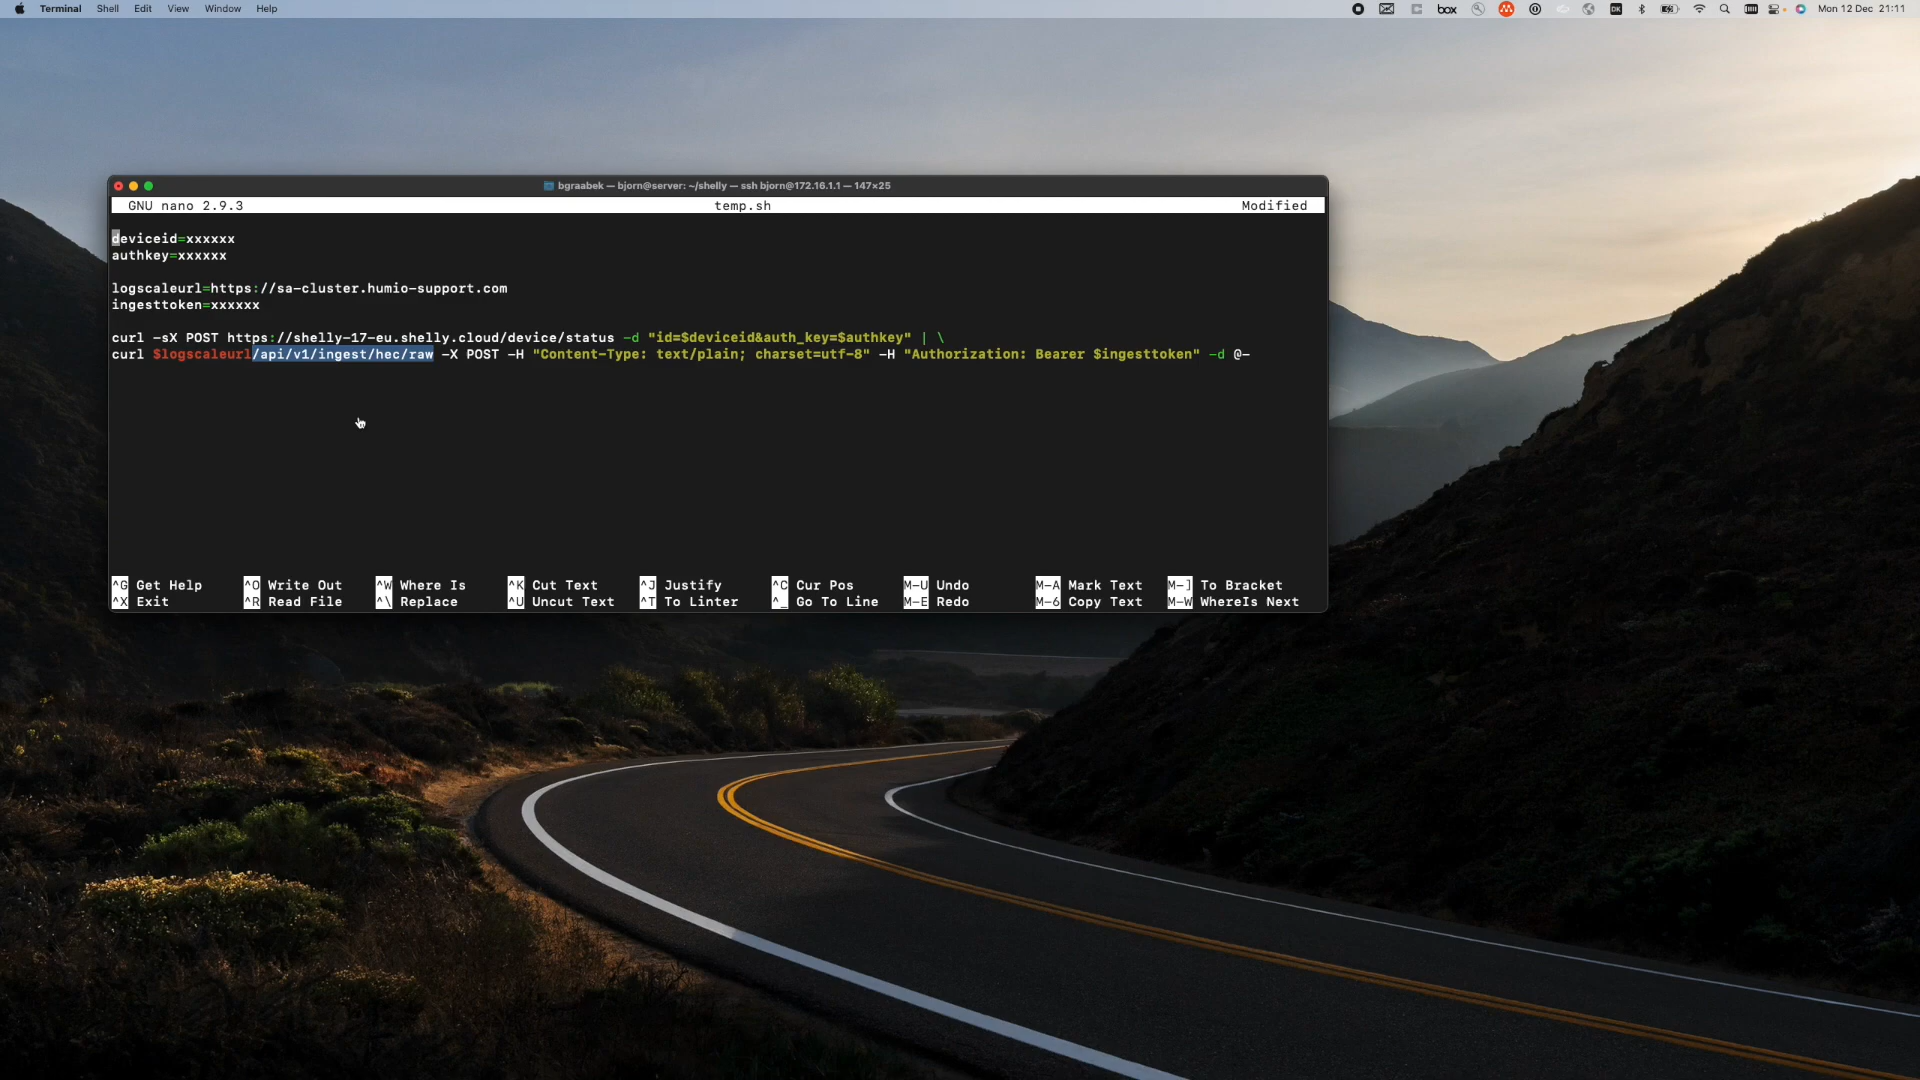 Terminal Shell Edit View Window Help box DK Mon 12 Dec 21:11
bgraabek — bjorn@server: ~/shelly — ssh bjorn@172.16.1.1 — 147×25
GNU nano 2.9.3 temp.sh Modified
deviceid=xxxxxx
authkey=xxxxxx
logscaleurl=https://sa-cluster.humio-support.com
ingesttoken=xxxxxx
curl -sX POST https://shelly-17-eu.shelly.cloud/device/status -d "id=$deviceid&auth_key=$authkey" | \
curl $logscaleurl/api/v1/ingest/hec/raw -X POST -H "Content-Type: text/plain; charset=utf-8" -H "Authorization: Bearer $ingesttoken" -d @-
^G Get Help ^O Write Out ^W Where Is ^K Cut Text ^J Justify ^C Cur Pos M-U Undo M-A Mark Text M-] To Bracket
^X Exit ^R Read File ^\ Replace ^U Uncut Text ^T To Linter ^_ Go To Line M-E Redo M-6 Copy Text M-W WhereIs Next